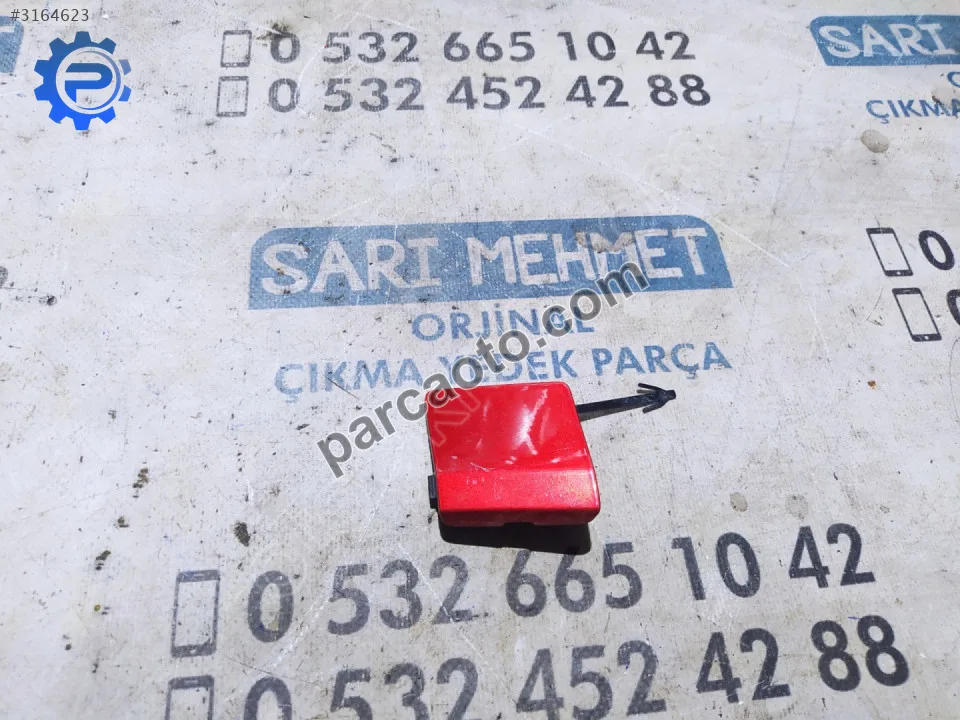 #3164623
P
0 532 665 10 42
0 532 452 42 88
SARI
ÇIKMA
SARI MEHMET
ORJİNAL
ÇIKMA YEDEK PARÇA
parcaoto.com
0
0 532 665 10 42
0 532 452 42 88